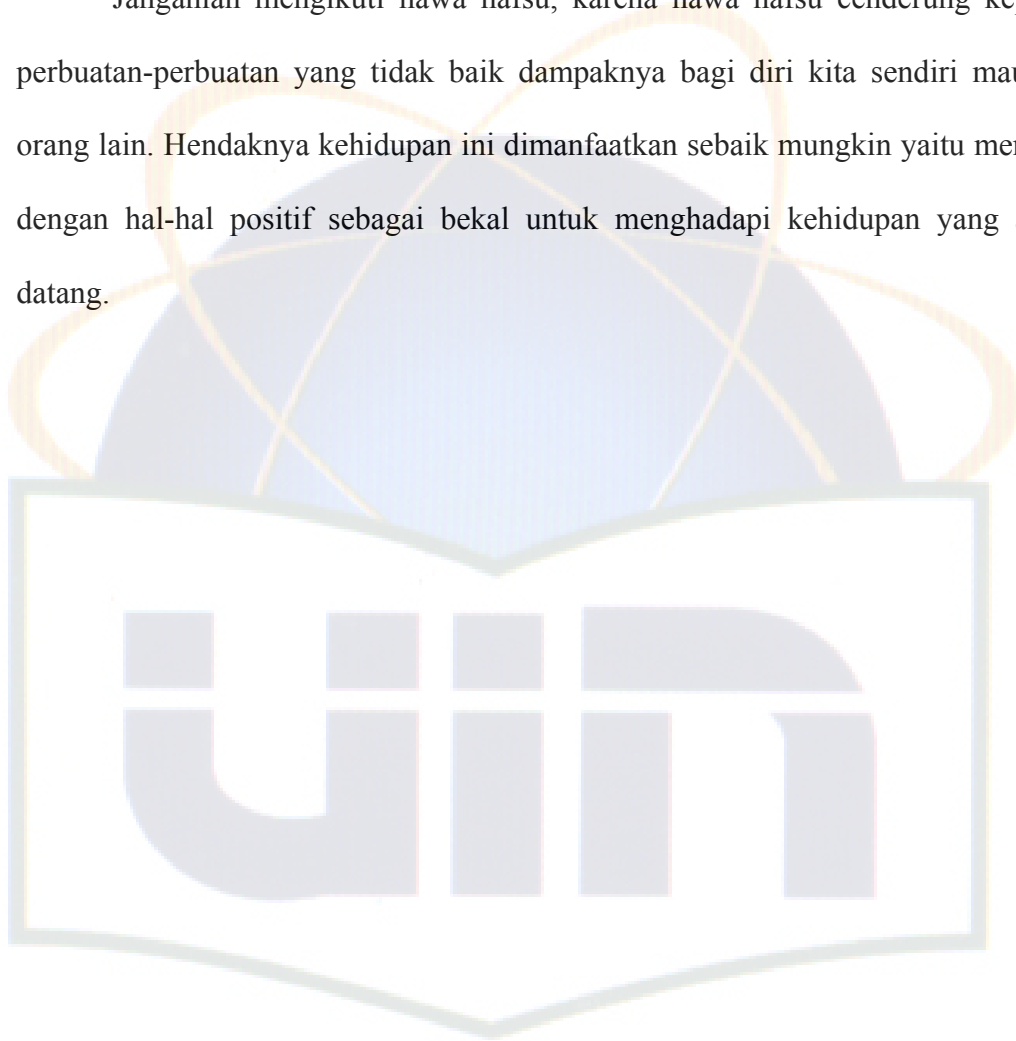 Janganlah mengikuti hawa nafsu, karena hawa nafsu cenderung
perbuatan-perbuatan yang tidak baik dampaknya bagi diri kita sendiri
orang lain. Hendaknya kehidupan ini dimanfaatkan sebaik mungkin yaitu
dengan hal-hal positif sebagai bekal untuk menghadapi kehidupan yang
datang.
uin